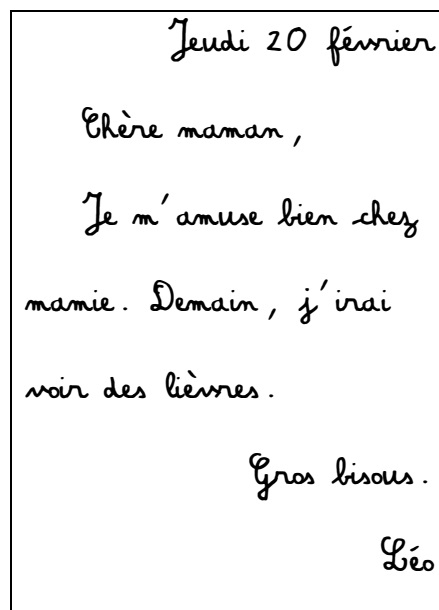 Jeudi 20 février
Chère maman,
Je m'amuse bien chez
mamie. Demain, j'irai
voir des lièvres.
Gros bisous.
Léo